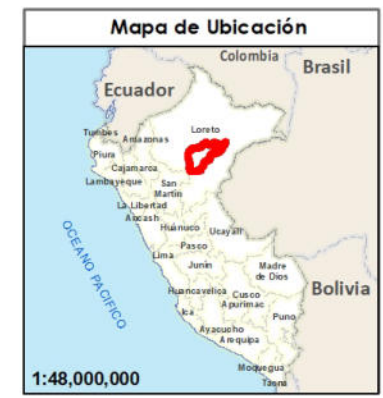 Mapa de Ubicación
Colombia
Brasil
Ecuador
Loreto
Tumbes
Amazonas
Piura
Cajamarca
Lambayeque
San
Martin
La Libertad
Ancash
Huánuco
Ucayali
Pasco
Lima
Junin
Madre
de Dios
Huancavelica
Cusco
Apurimac
Ica
Puno
Ayacucho
Arequipa
Moquegua
Tacna
OCEANO PACIFICO
Bolivia
1:48,000,000